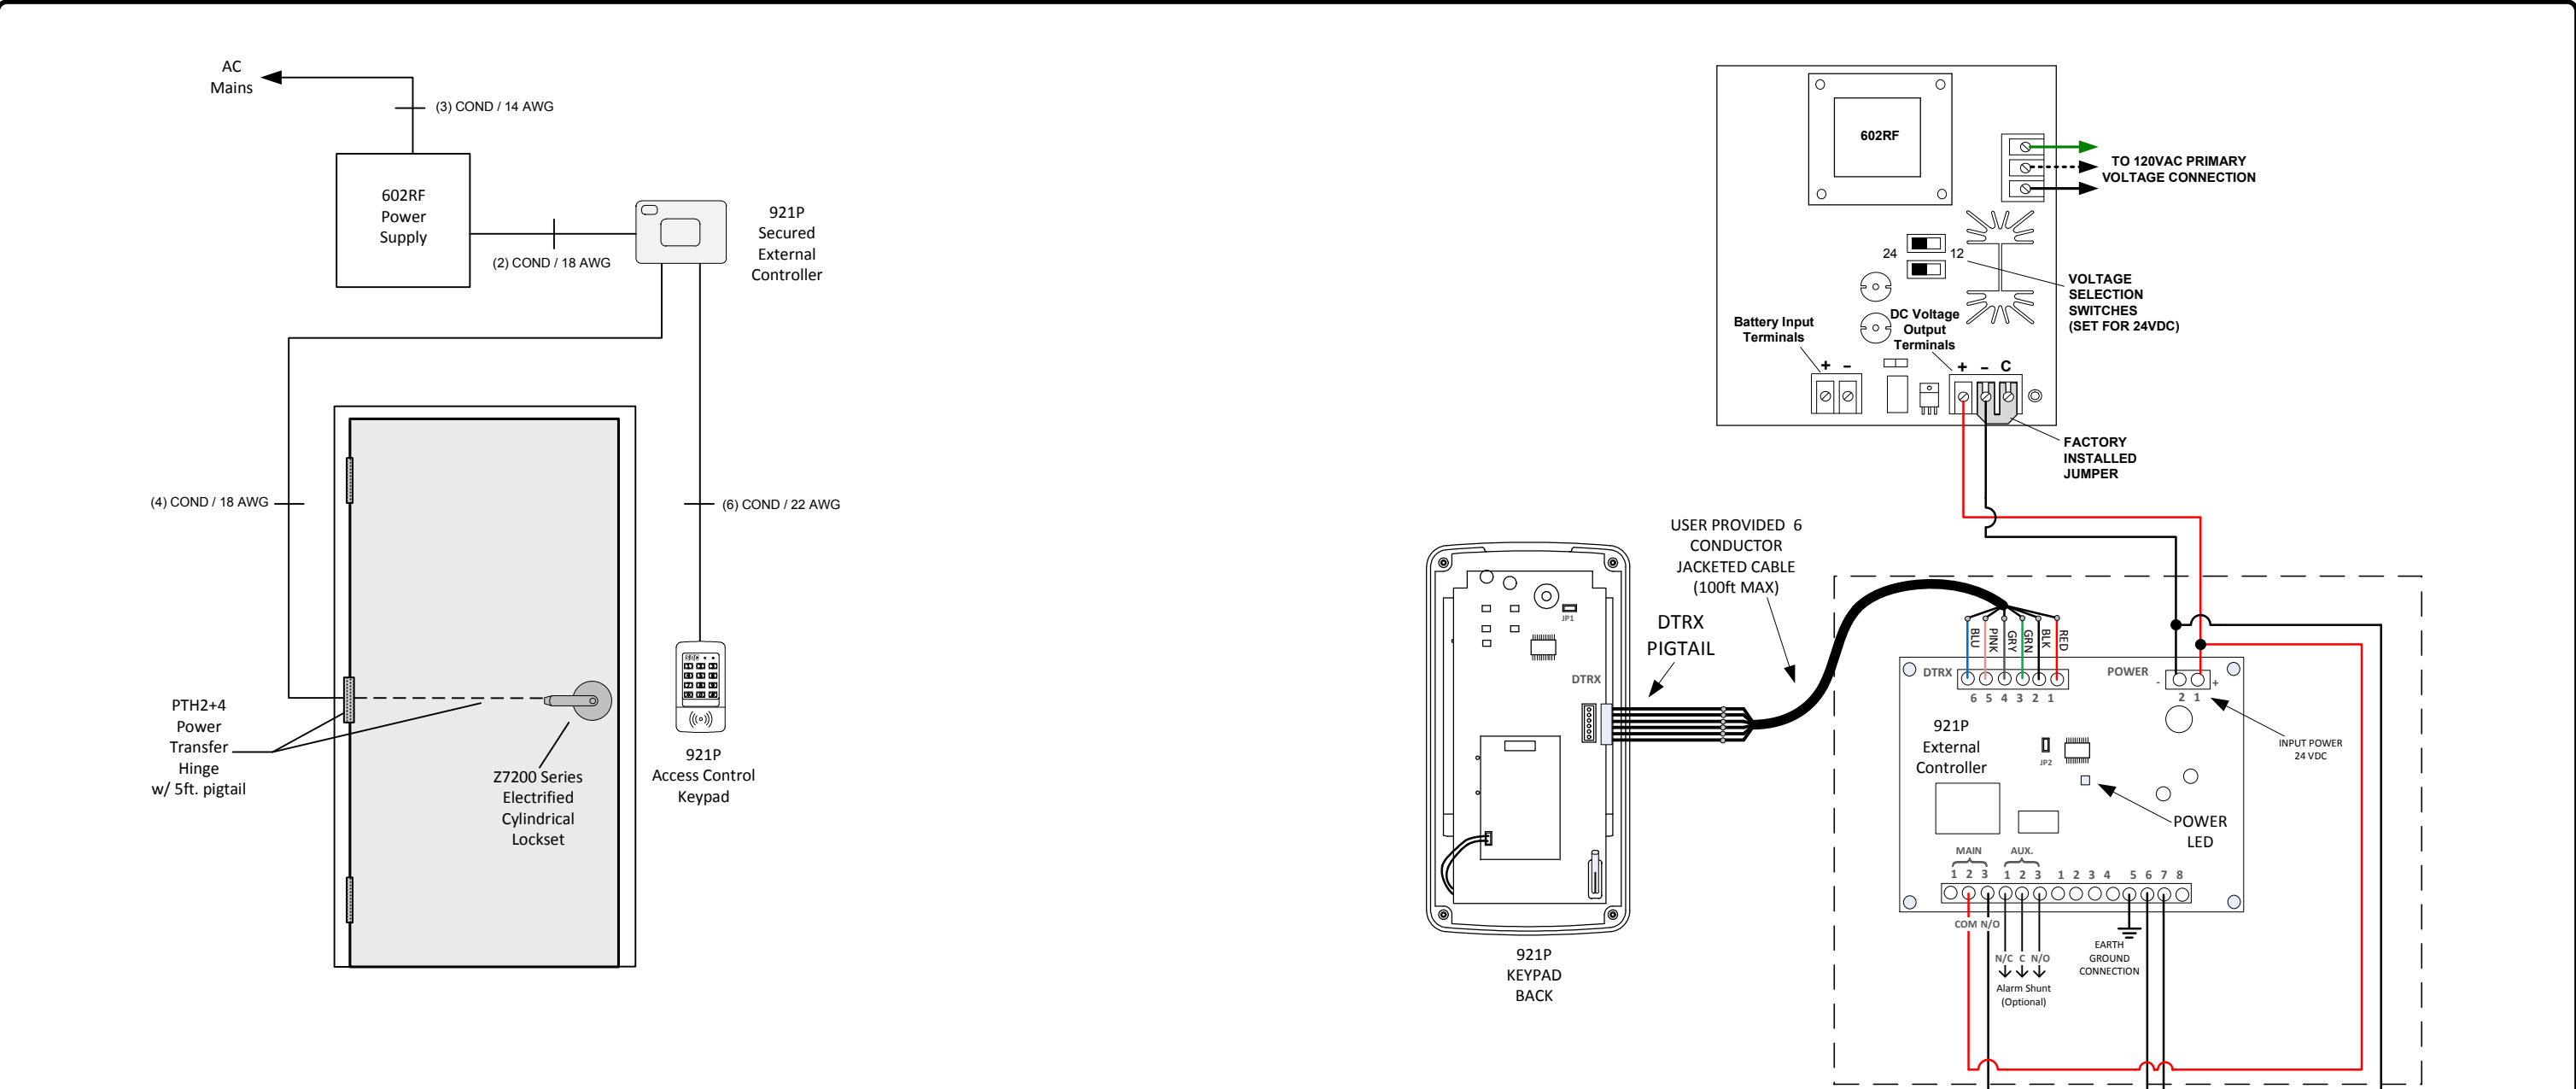 AC
Mains
(3) COND / 14 AWG
602RF
Power
Supply
(2) COND / 18 AWG
921P
Secured
External
Controller
(4) COND / 18 AWG
(6) COND / 22 AWG
PTH2+4
Power
Transfer
Hinge
w/ 5ft. pigtail
Z7200 Series
Electrified
Cylindrical
Lockset
921P
Access Control
Keypad
602RF
TO 120VAC PRIMARY
VOLTAGE CONNECTION
24
12
VOLTAGE
SELECTION
SWITCHES
(SET FOR 24VDC)
Battery Input
Terminals
+ –
DC Voltage
Output
Terminals
+ – C
FACTORY
INSTALLED
JUMPER
USER PROVIDED 6
CONDUCTOR
JACKETED CABLE
(100ft MAX)
DTRX
PIGTAIL
JP1
DTRX
921P
KEYPAD
BACK
BLU
PINK
GRY
GRN
BLK
RED
DTRX
6 5 4 3 2 1
POWER
- +
2 1
921P
External
Controller
JP2
INPUT POWER
24 VDC
POWER
LED
MAIN
AUX.
1 2 3 1 2 3 1 2 3 4 5 6 7 8
COM N/O
N/C C N/O
Alarm Shunt
(Optional)
EARTH
GROUND
CONNECTION